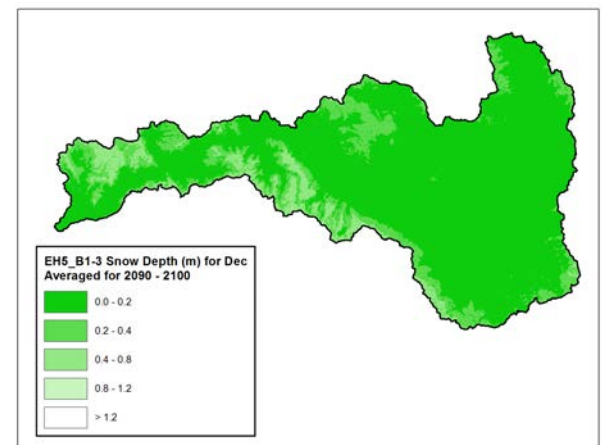 EH5_B1-3 Snow Depth (m) for Dec
Averaged for 2090 - 2100
0.0 - 0.2
0.2 - 0.4
0.4 - 0.8
0.8 - 1.2
> 1.2